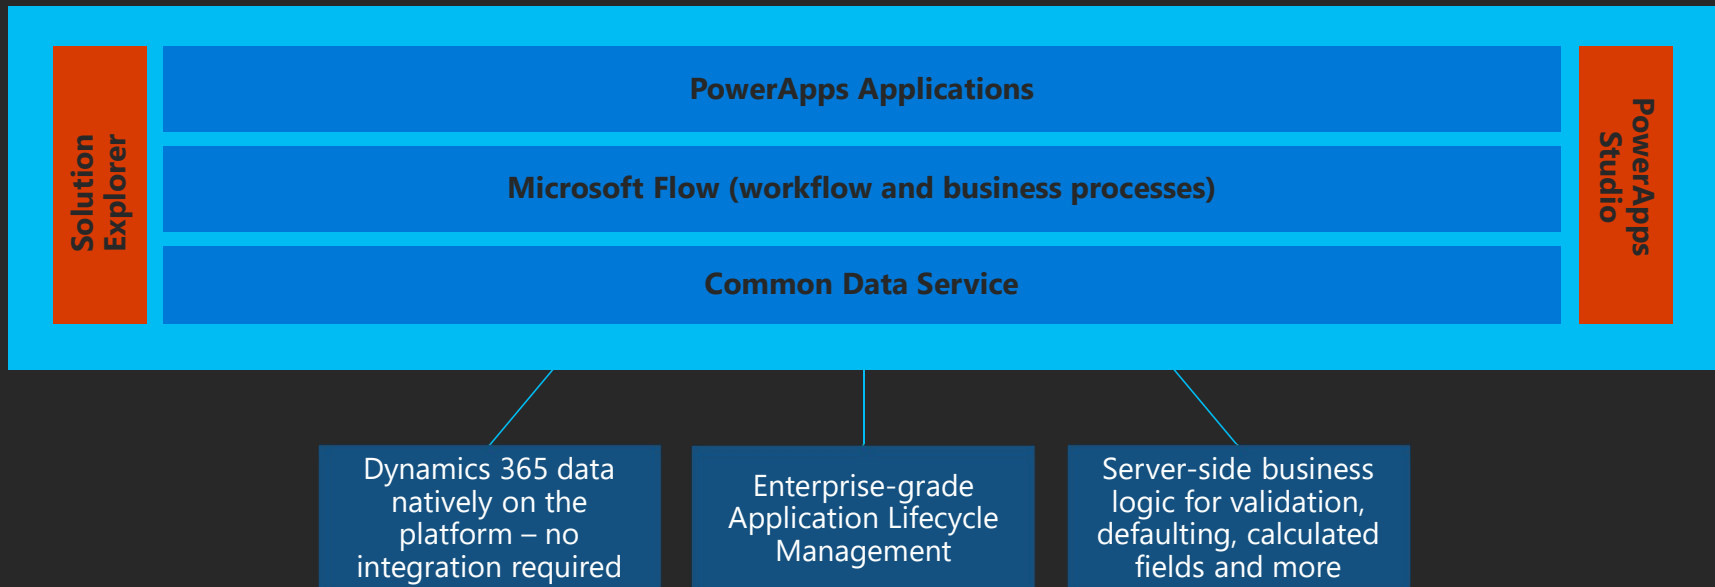 Solution
Explorer
PowerApps Applications
Microsoft Flow (workflow and business processes)
Common Data Service
PowerApps
Studio
Dynamics 365 data
natively on the
platform – no
integration required
Enterprise-grade
Application Lifecycle
Management
Server-side business
logic for validation,
defaulting, calculated
fields and more